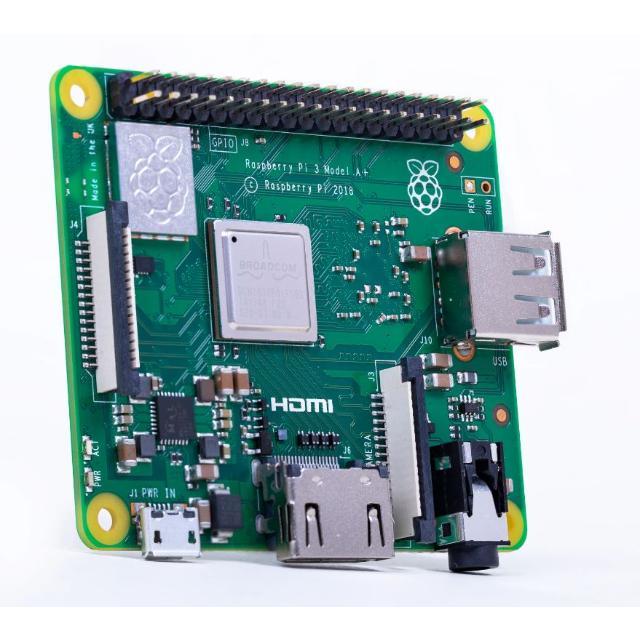 GPIO J8
Made in the UK
Raspberry Pi 3 Model A+
© Raspberry Pi 2018
PEN
RUN
J4
BROADCOM
J10
USB
J3
HDMI
CAMERA
J6
ACT
PWR
J1 PWR IN